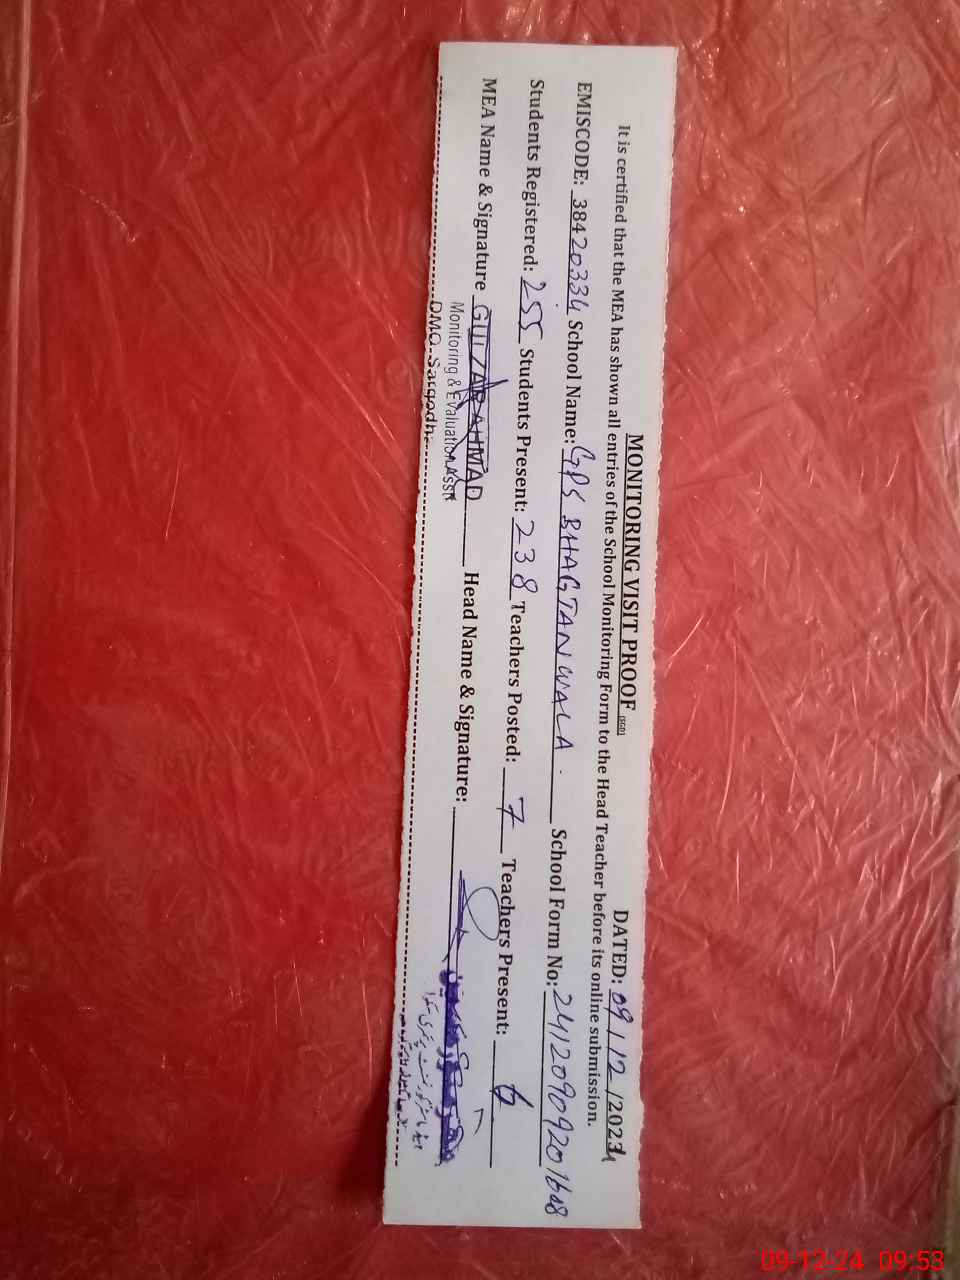 MONITORING VISIT PROOF (SGD) DATED: 09/12/2024
It is certified that the MEA has shown all entries of the School Monitoring Form to the Head Teacher before its online submission.
EMISCODE: 38420334 School Name: GPS BHAGTANWALA. School Form No: 24120909201608
Students Registered: 255 Students Present: 238 Teachers Posted: 7 Teachers Present: 6
MEA Name & Signature GULZAR AHMAD Head Name & Signature:
Monitoring & Evaluation Asstt
DMO Sargodha
09-12-24 09:53